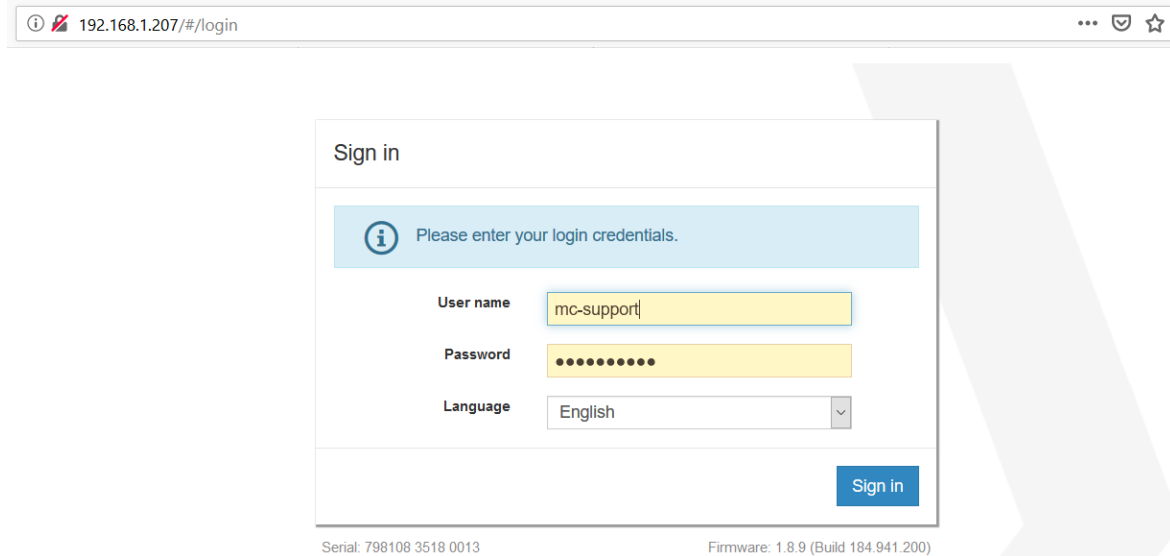 192.168.1.207/#/login
Sign in
Please enter your login credentials.
User name
mc-support
Password
●●●●●●●●●●
Language
English
Sign in
Serial: 798108 3518 0013 Firmware: 1.8.9 (Build 184.941.200)